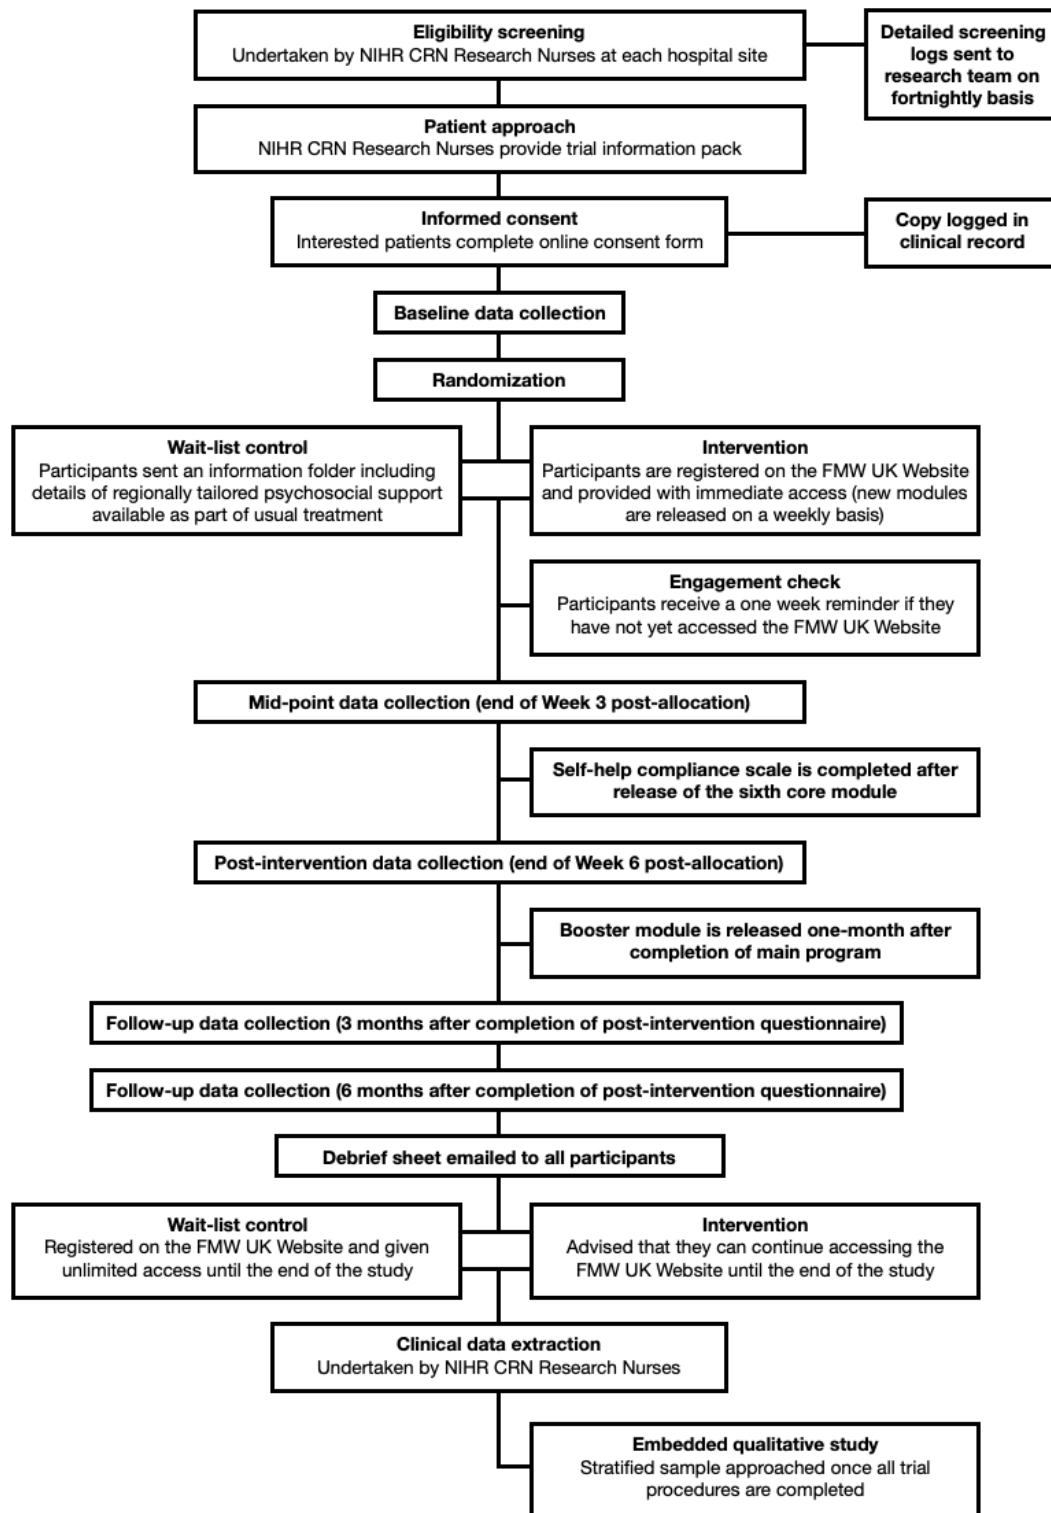 Eligibility screening
Undertaken by NIHR CRN Research Nurses at each hospital site
Detailed screening
logs sent to
research team on
fortnightly basis
Patient approach
NIHR CRN Research Nurses provide trial information pack
Informed consent
Interested patients complete online consent form
Copy logged in
clinical record
Baseline data collection
Randomization
Wait-list control
Participants sent an information folder including
details of regionally tailored psychosocial support
available as part of usual treatment
Intervention
Participants are registered on the FMW UK Website
and provided with immediate access (new modules
are released on a weekly basis)
Engagement check
Participants receive a one week reminder if they
have not yet accessed the FMW UK Website
Mid-point data collection (end of Week 3 post-allocation)
Self-help compliance scale is completed after
release of the sixth core module
Post-intervention data collection (end of Week 6 post-allocation)
Booster module is released one-month after
completion of main program
Follow-up data collection (3 months after completion of post-intervention questionnaire)
Follow-up data collection (6 months after completion of post-intervention questionnaire)
Debrief sheet emailed to all participants
Wait-list control
Registered on the FMW UK Website and given
unlimited access until the end of the study
Intervention
Advised that they can continue accessing the
FMW UK Website until the end of the study
Clinical data extraction
Undertaken by NIHR CRN Research Nurses
Embedded qualitative study
Stratified sample approached once all trial
procedures are completed